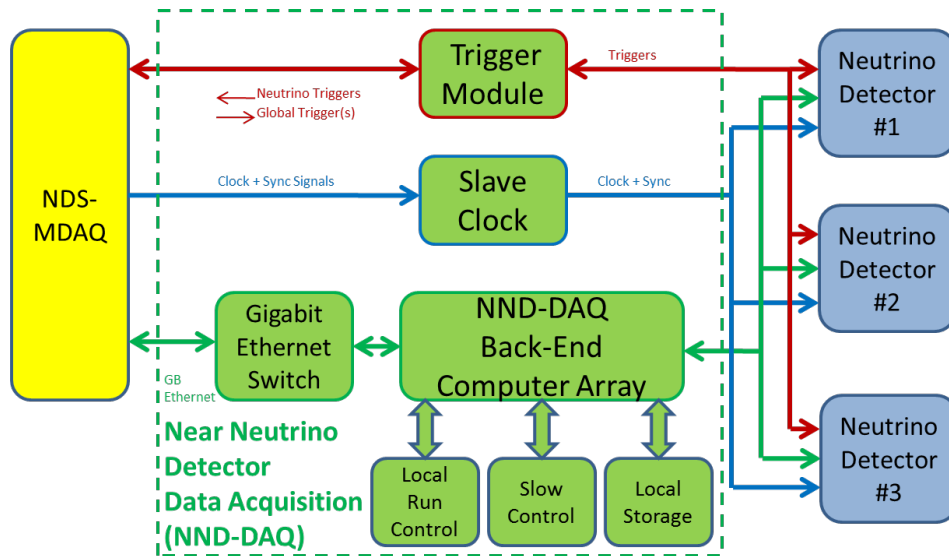 NDS-
MDAQ
Trigger
Module
Triggers
Neutrino Triggers
Global Trigger(s)
Clock + Sync Signals
Slave
Clock
Clock + Sync
Gigabit
Ethernet
Switch
GB
Ethernet
NND-DAQ
Back-End
Computer Array
Near Neutrino
Detector
Data Acquisition
(NND-DAQ)
Local
Run
Control
Slow
Control
Local
Storage
Neutrino
Detector
#1
Neutrino
Detector
#2
Neutrino
Detector
#3